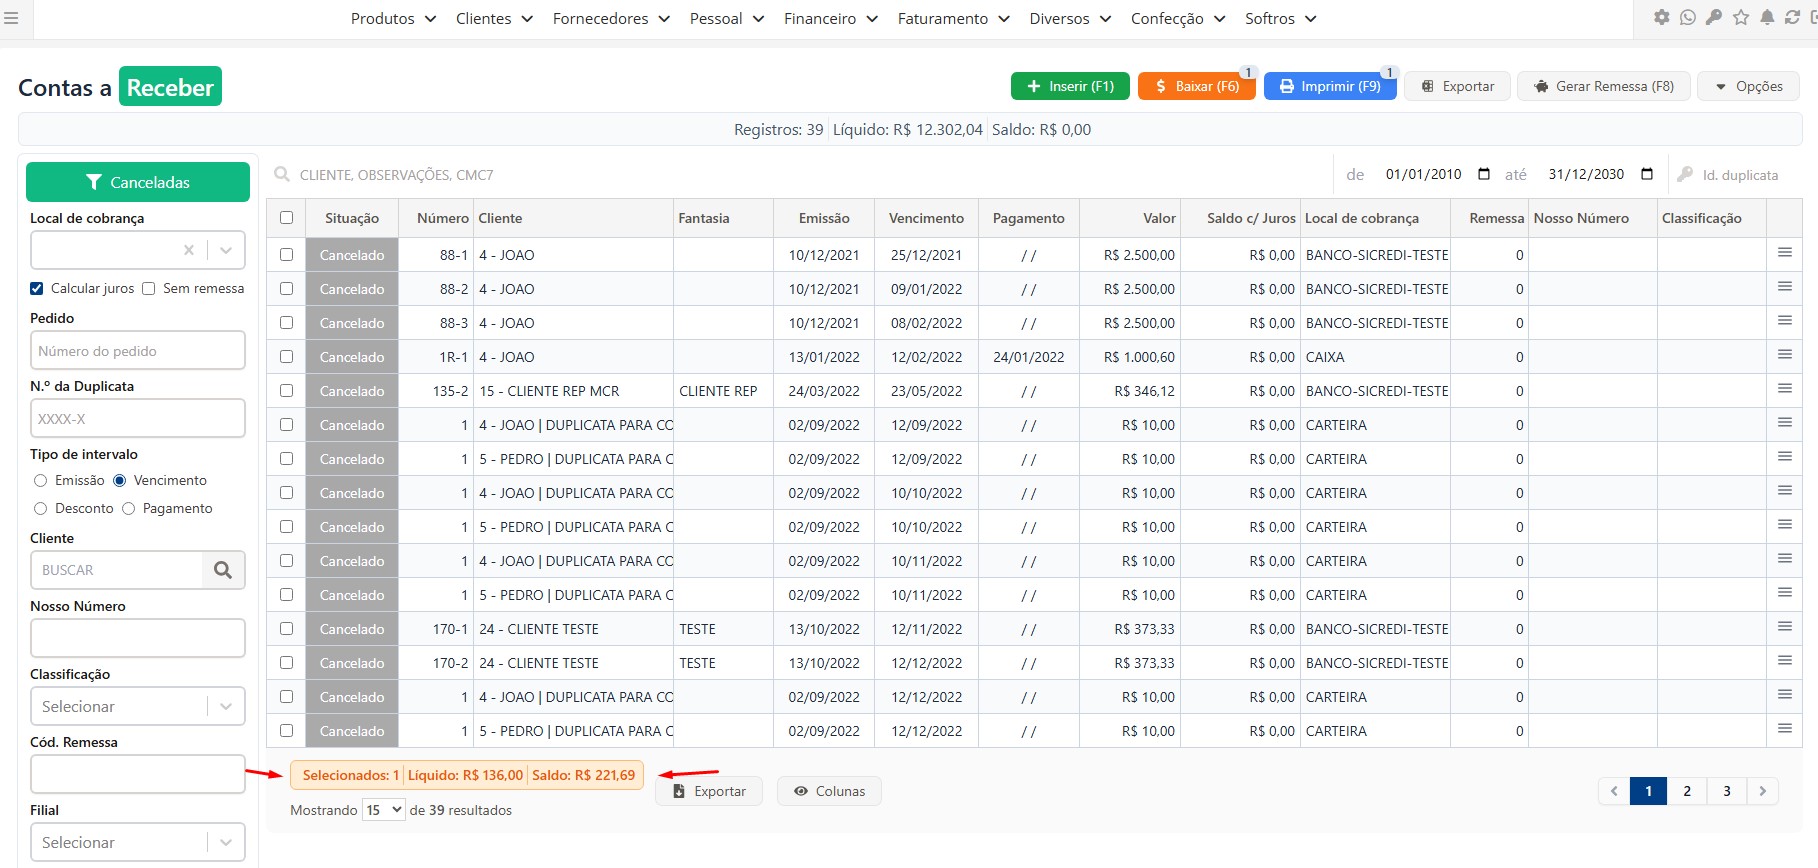 Produtos Clientes Fornecedores Pessoal Financeiro Faturamento Diversos Confecção Softros
Contas a Receber
Inserir (F1) Baixar (F6) 1 Imprimir (F9) 1 Exportar Gerar Remessa (F8) Opções
Registros: 39 Líquido: R$ 12.302,04 Saldo: R$ 0,00
Canceladas
Local de cobrança
Calcular juros Sem remessa
Pedido
Número do pedido
N.º da Duplicata
XXXX-X
Tipo de intervalo
Emissão Vencimento
Desconto Pagamento
Cliente
BUSCAR
Nosso Número
Classificação
Selecionar
Cód. Remessa
Filial
Selecionar
CLIENTE, OBSERVAÇÕES, CMC7 de 01/01/2010 até 31/12/2030 Id. duplicata
Situação Número Cliente Fantasia Emissão Vencimento Pagamento Valor Saldo c/ Juros Local de cobrança Remessa Nosso Número Classificação
Cancelado 88-1 4 - JOAO 10/12/2021 25/12/2021 / / R$ 2.500,00 R$ 0,00 BANCO-SICREDI-TESTE 0
Cancelado 88-2 4 - JOAO 10/12/2021 09/01/2022 / / R$ 2.500,00 R$ 0,00 BANCO-SICREDI-TESTE 0
Cancelado 88-3 4 - JOAO 10/12/2021 08/02/2022 / / R$ 2.500,00 R$ 0,00 BANCO-SICREDI-TESTE 0
Cancelado 1R-1 4 - JOAO 13/01/2022 12/02/2022 24/01/2022 R$ 1.000,60 R$ 0,00 CAIXA 0
Cancelado 135-2 15 - CLIENTE REP MCR CLIENTE REP 24/03/2022 23/05/2022 / / R$ 346,12 R$ 0,00 BANCO-SICREDI-TESTE 0
Cancelado 1 4 - JOAO | DUPLICATA PARA CO 02/09/2022 12/09/2022 / / R$ 10,00 R$ 0,00 CARTEIRA 0
Cancelado 1 5 - PEDRO | DUPLICATA PARA C 02/09/2022 12/09/2022 / / R$ 10,00 R$ 0,00 CARTEIRA 0
Cancelado 1 4 - JOAO | DUPLICATA PARA CO 02/09/2022 10/10/2022 / / R$ 10,00 R$ 0,00 CARTEIRA 0
Cancelado 1 5 - PEDRO | DUPLICATA PARA C 02/09/2022 10/10/2022 / / R$ 10,00 R$ 0,00 CARTEIRA 0
Cancelado 1 4 - JOAO | DUPLICATA PARA CO 02/09/2022 10/11/2022 / / R$ 10,00 R$ 0,00 CARTEIRA 0
Cancelado 1 5 - PEDRO | DUPLICATA PARA C 02/09/2022 10/11/2022 / / R$ 10,00 R$ 0,00 CARTEIRA 0
Cancelado 170-1 24 - CLIENTE TESTE TESTE 13/10/2022 12/11/2022 / / R$ 373,33 R$ 0,00 BANCO-SICREDI-TESTE 0
Cancelado 170-2 24 - CLIENTE TESTE TESTE 13/10/2022 12/12/2022 / / R$ 373,33 R$ 0,00 BANCO-SICREDI-TESTE 0
Cancelado 1 4 - JOAO | DUPLICATA PARA CO 02/09/2022 12/12/2022 / / R$ 10,00 R$ 0,00 CARTEIRA 0
Cancelado 1 5 - PEDRO | DUPLICATA PARA C 02/09/2022 12/12/2022 / / R$ 10,00 R$ 0,00 CARTEIRA 0
Selecionados: 1 Líquido: R$ 136,00 Saldo: R$ 221,69
Exportar Colunas 1 2 3
Mostrando 15 de 39 resultados